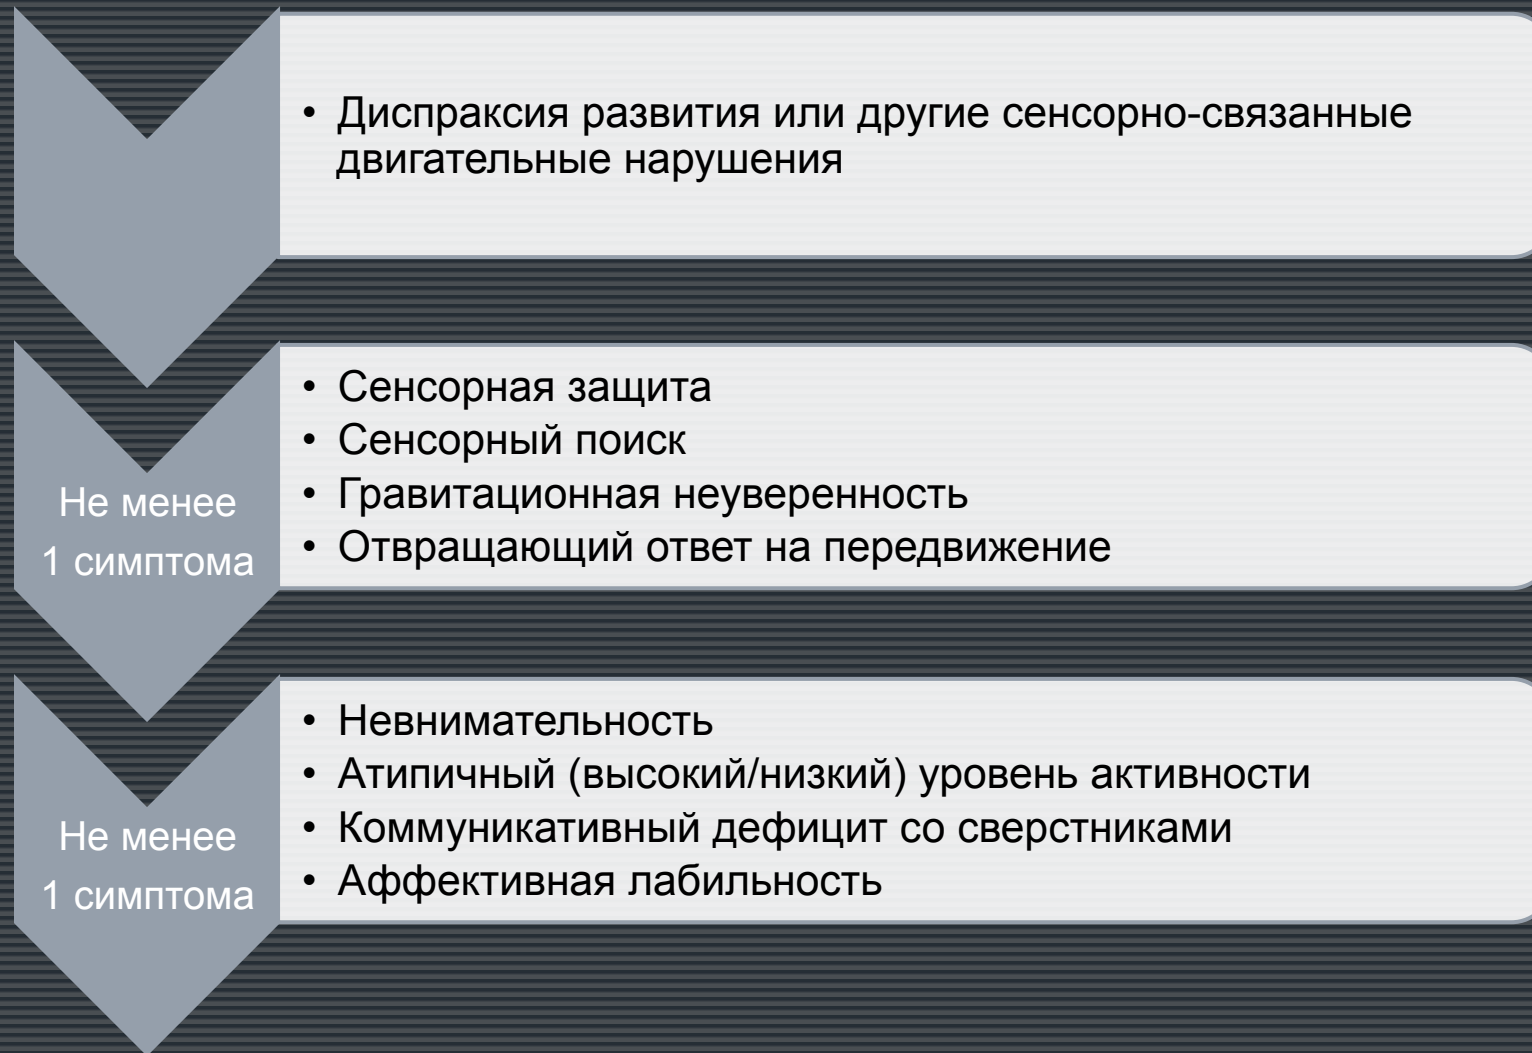 • Диспраксия развития или другие сенсорно-связанные
двигательные нарушения
Не менее
1 симптома
• Сенсорная защита
• Сенсорный поиск
• Гравитационная неуверенность
• Отвращающий ответ на передвижение
Не менее
1 симптома
• Невнимательность
• Атипичный (высокий/низкий) уровень активности
• Коммуникативный дефицит со сверстниками
• Аффективная лабильность